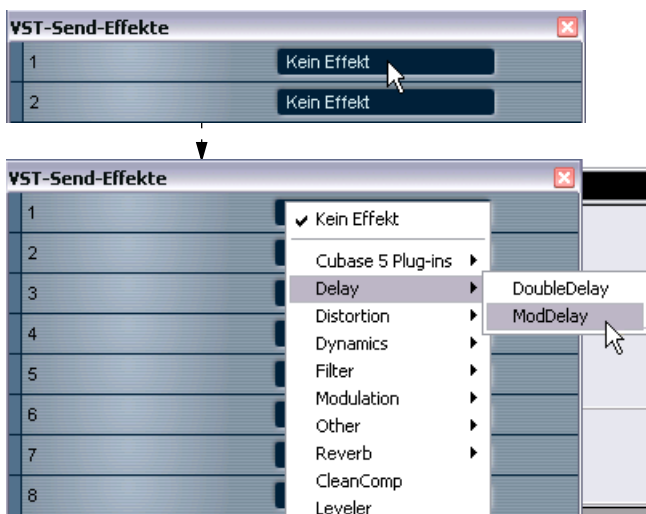 VST-Send-Effekte
1 Kein Effekt
2 Kein Effekt
VST-Send-Effekte
1
2
3
4
5
6
7
8
✔ Kein Effekt
Cubase 5 Plug-ins
Delay
Distortion
Dynamics
Filter
Modulation
Other
Reverb
CleanComp
Leveler
DoubleDelay
ModDelay